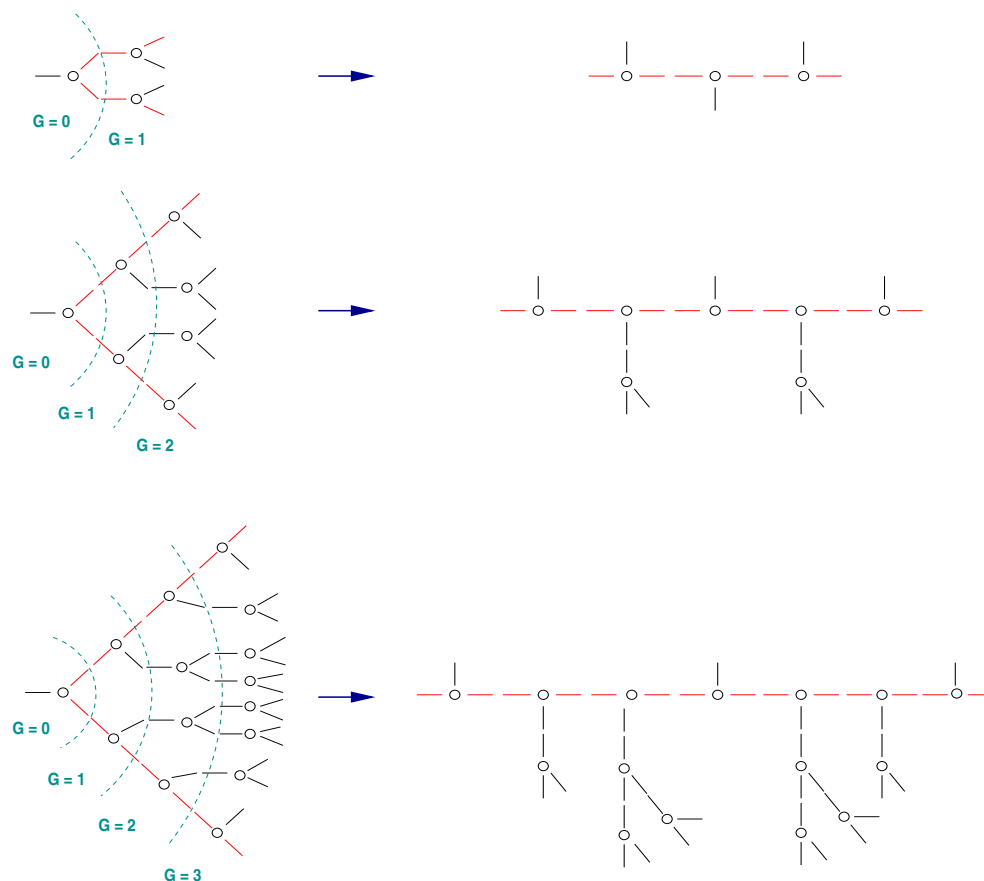 G = 0
G = 1
G = 0
G = 1
G = 2
G = 0
G = 1
G = 2
G = 3